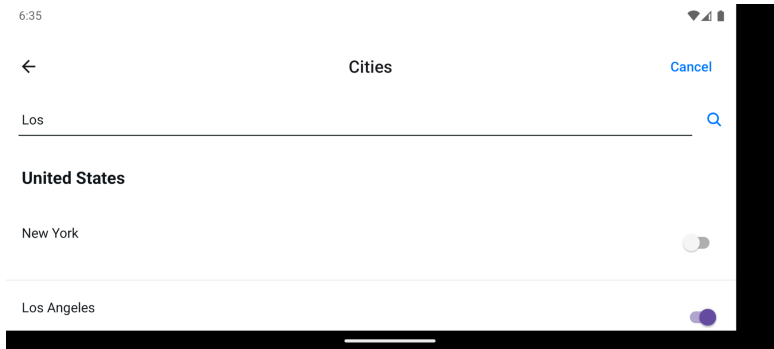 6:35
Cities
Cancel
Los
United States
New York
Los Angeles